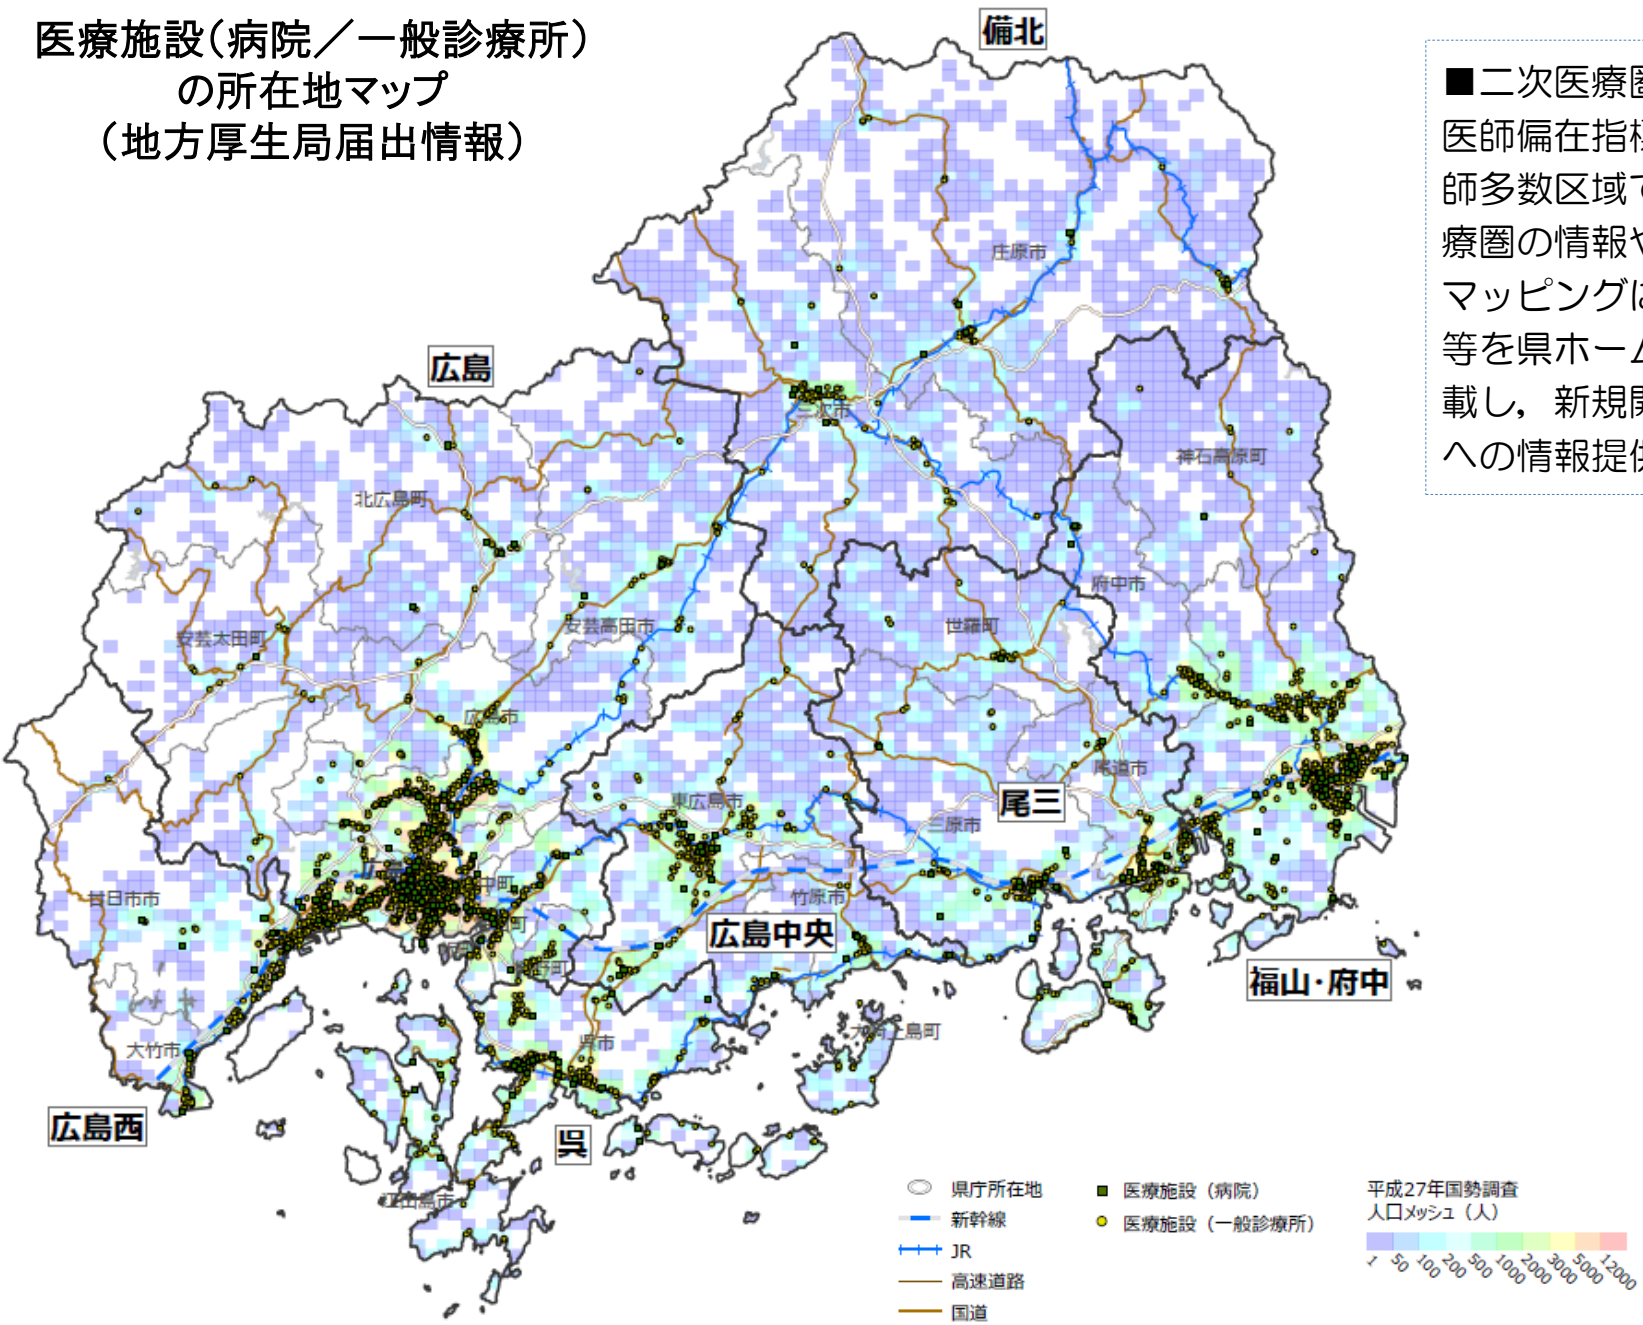 医療施設(病院／一般診療所)
の所在地マップ
(地方厚生局届出情報)
■二次医療圏
医師偏在指標
師多数区域で
療圏の情報や
マッピングに
等を県ホーム
載し，新規開
への情報提供
備北
庄原市
広島
三次市
神石高原町
北広島町
府中市
安芸太田町
安芸高田市
世羅町
広島市
尾道市
東広島市
尾三
三原市
廿日市市
竹原市
広島中央
福山・府中
大竹市
呉市
大崎上島町
広島西
呉
江田島市
県庁所在地
新幹線
JR
高速道路
国道
医療施設（病院）
医療施設（一般診療所）
平成27年国勢調査
人口メッシュ（人）
1 50 100 200 500 1000 2000 3000 5000 12000